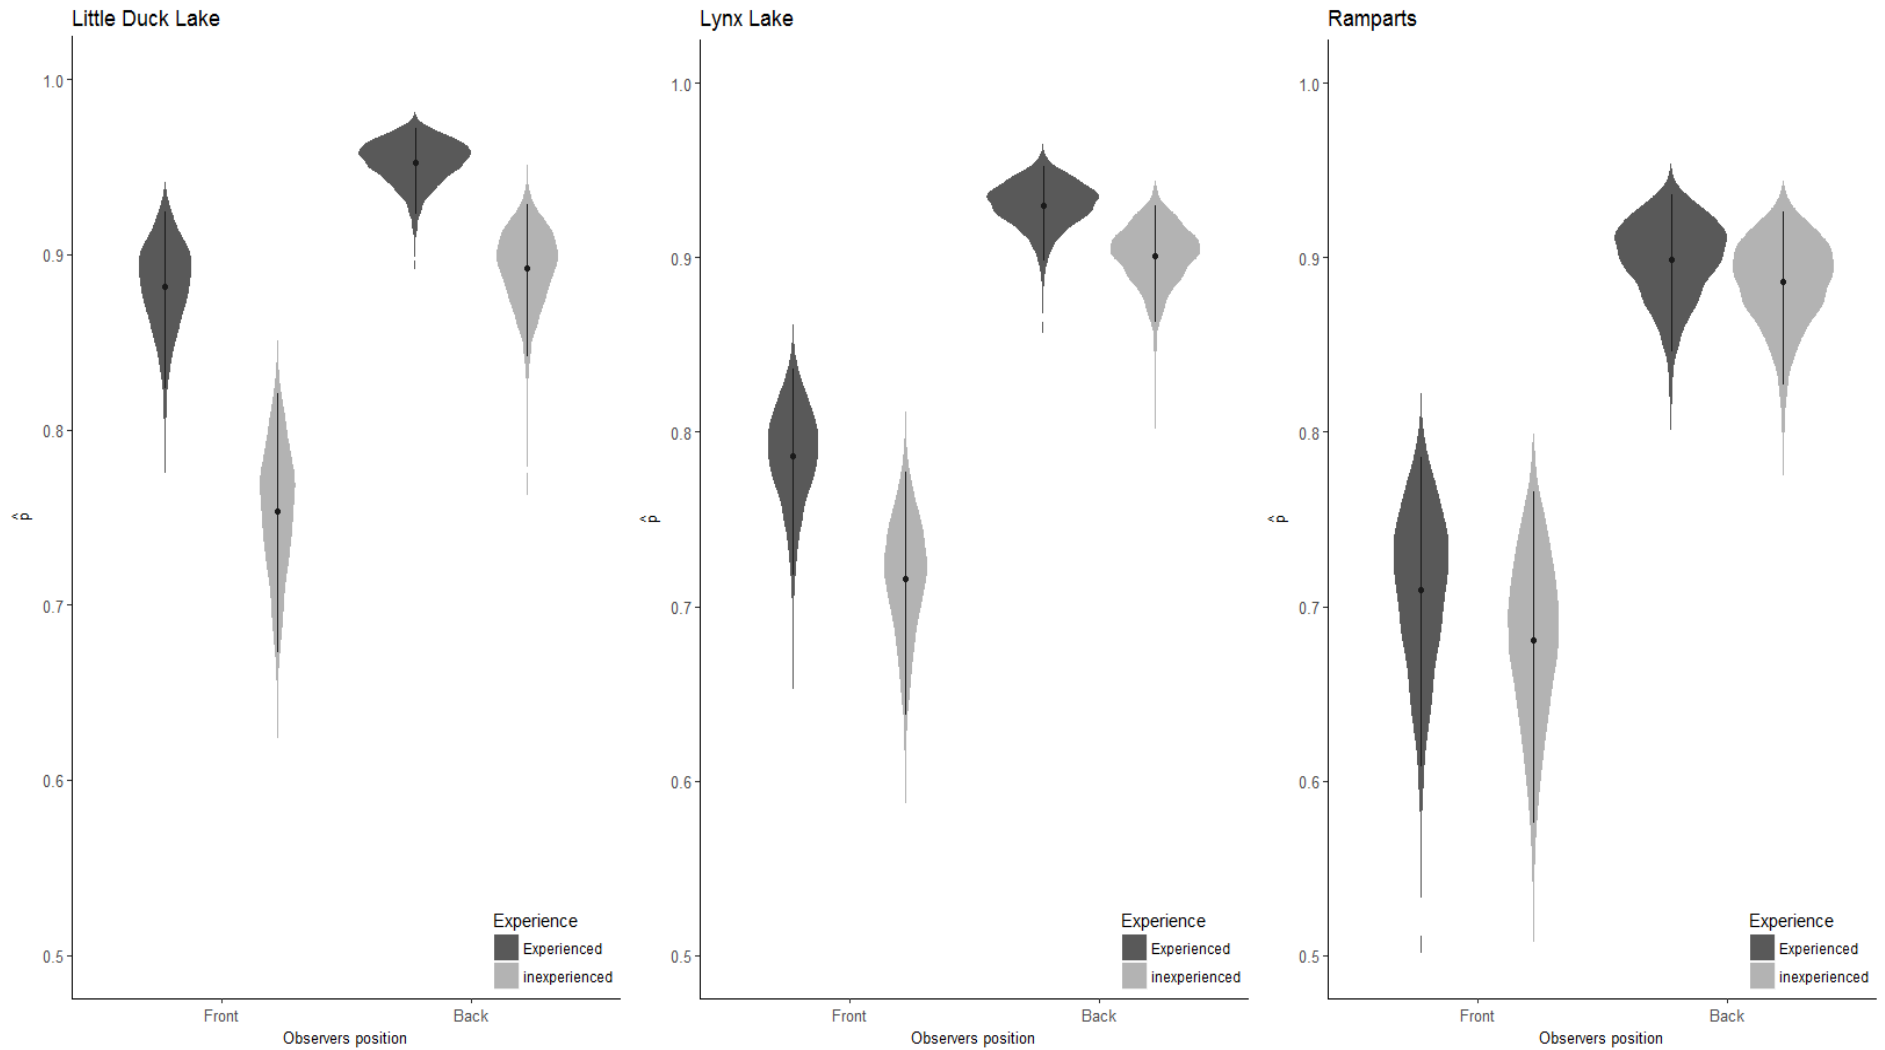 Little Duck Lake
1.0
0.9
0.8
0.7
0.6
0.5
p̂
Experience
Experienced
inexperienced
Front
Back
Observers position
Lynx Lake
1.0
0.9
0.8
0.7
0.6
0.5
p̂
Experience
Experienced
inexperienced
Front
Back
Observers position
Ramparts
1.0
0.9
0.8
0.7
0.6
0.5
p̂
Experience
Experienced
inexperienced
Front
Back
Observers position